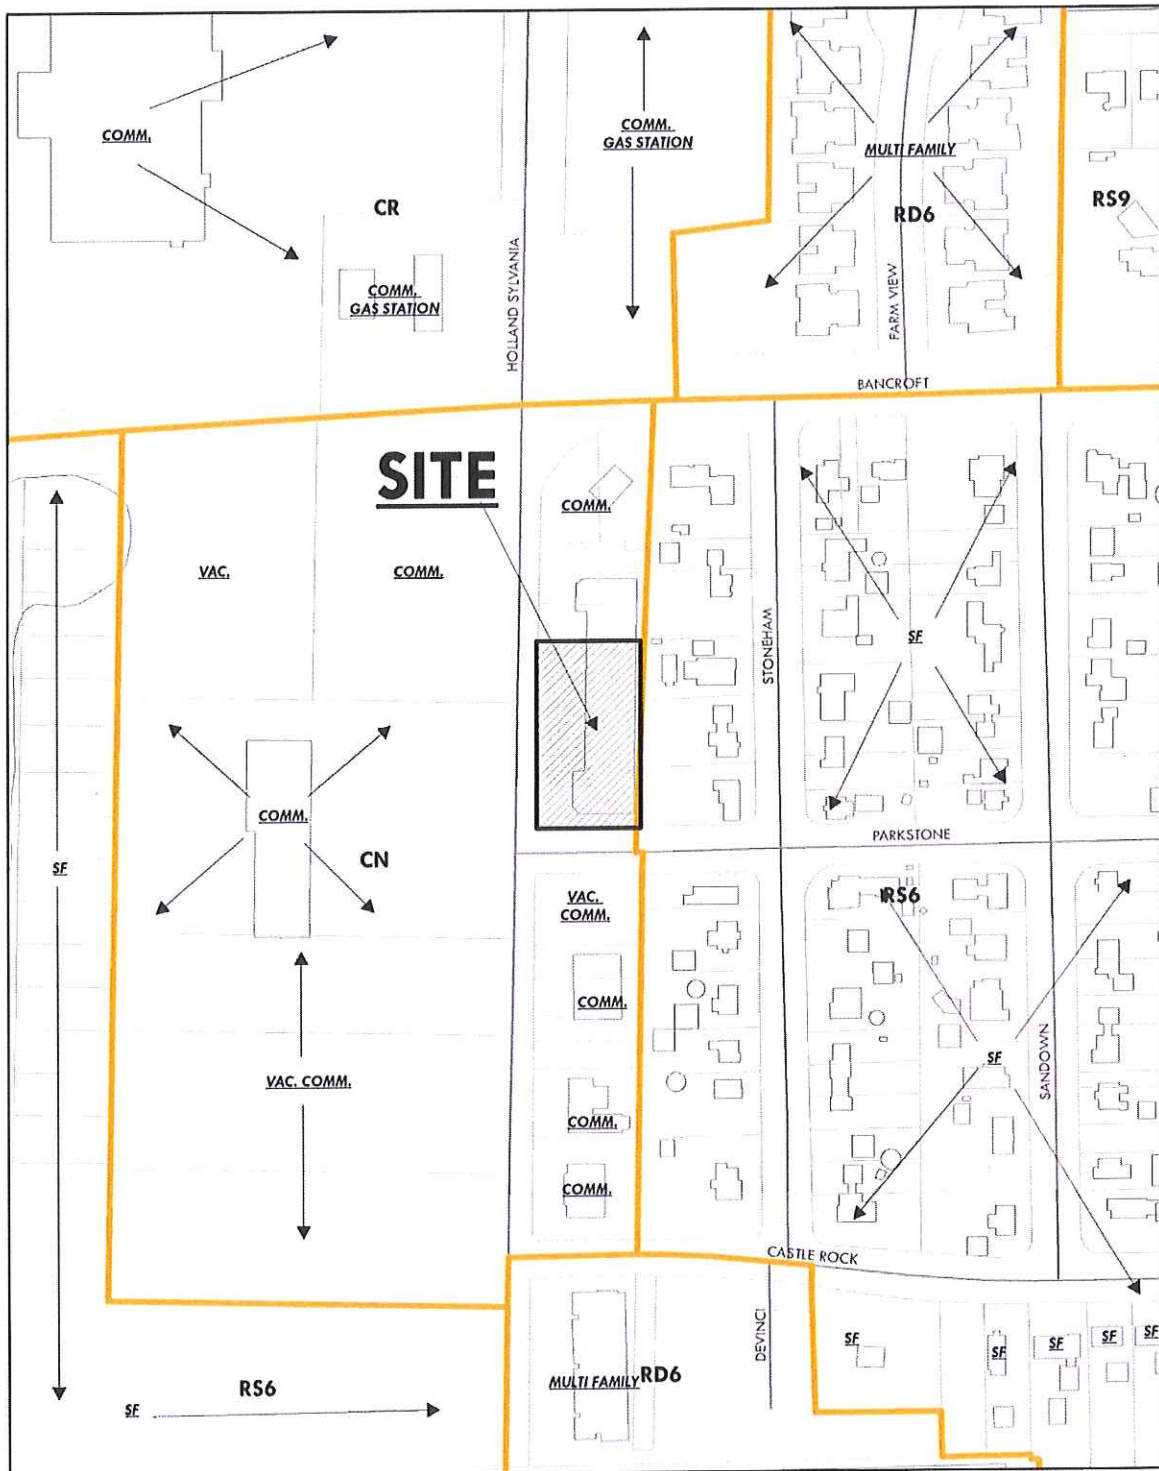 COMM.
COMM.
GAS STATION
MULTI FAMILY
CR
RD6
RS9
HOLLAND SYLVANIA
COMM.
GAS STATION
FARM VIEW
BANCROFT
SITE
COMM.
VAC.
COMM.
STONEHAM
SF
PARKSTONE
COMM.
CN
SF
VAC.
COMM.
RS6
COMM.
SF
SANDOWN
VAC. COMM.
COMM.
COMM.
CASTLE ROCK
DEVINCI
SF
SF
SF
SF
SF
MULTI FAMILY
RD6
RS6
SF